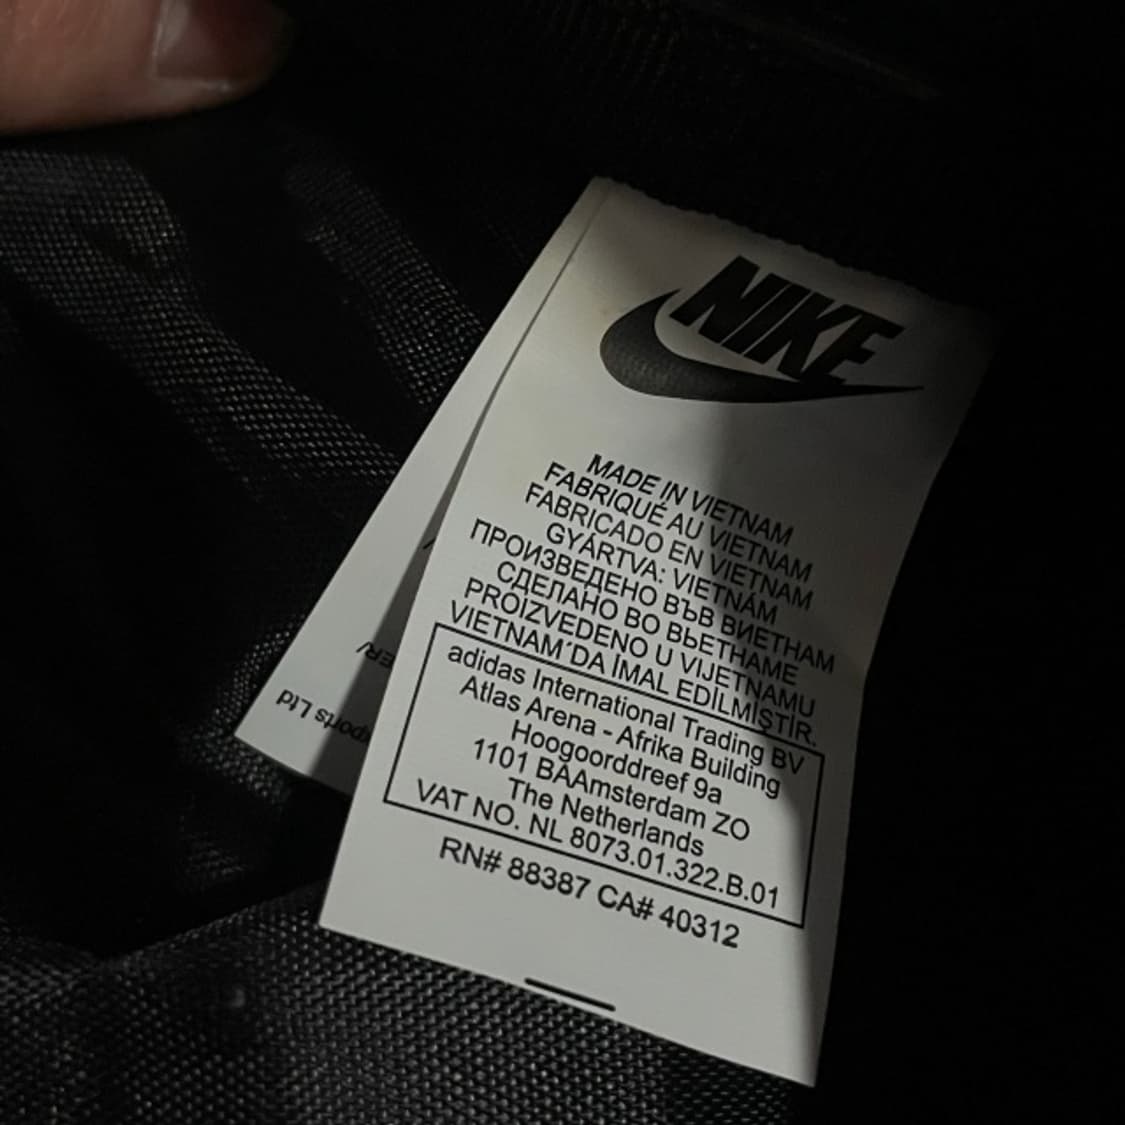 NIKE
MADE IN VIETNAM
FABRIQUÉ AU VIETNAM
FABRICADO EN VIETNAM
GYÁRTVA: VIETNÁM
ПРОИЗВЕДЕНО ВЪВ ВИЕТНАМ
СДЕЛАНО ВО ВЬЕТНАМЕ
PROIZVEDENO U VIJETNAMU
VIETNAM´DA İMAL EDİLMİŞTİR.
adidas International Trading BV
Atlas Arena - Afrika Building
Hoogoorddreef 9a
1101 BAAmsterdam ZO
The Netherlands
VAT NO. NL 8073.01.322.B.01
RN# 88387 CA# 40312
Ltd